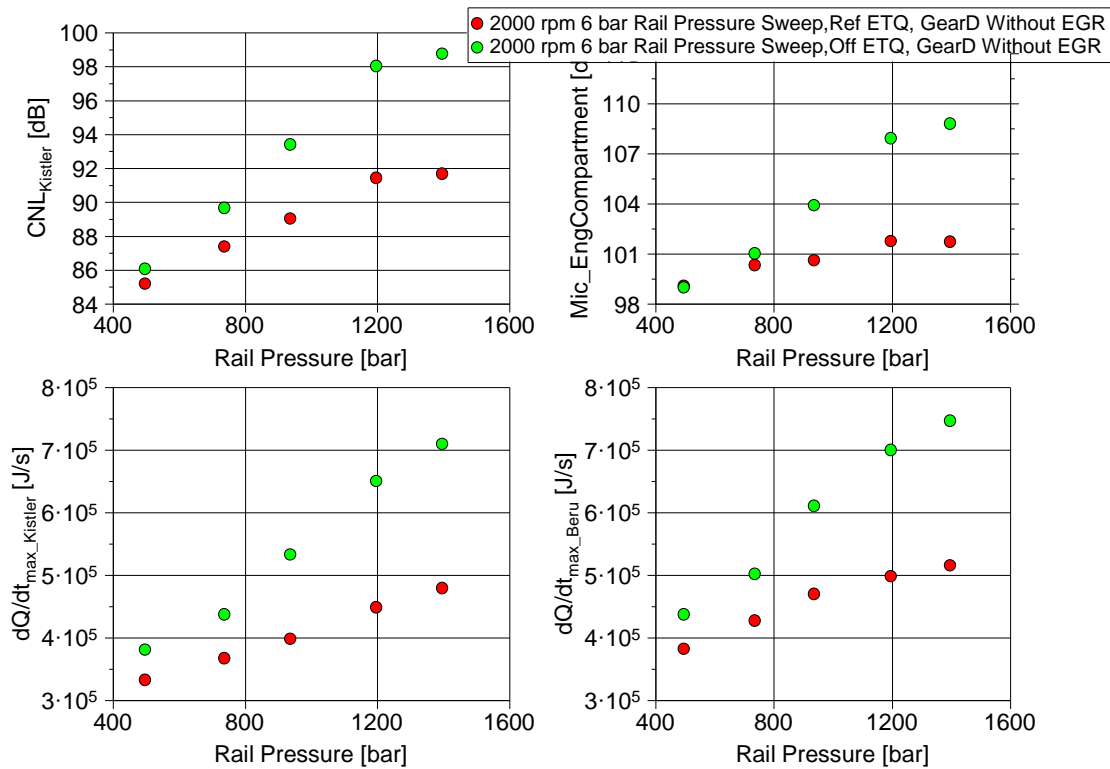 2000 rpm 6 bar Rail Pressure Sweep,Ref ETQ, GearD Without EGR
2000 rpm 6 bar Rail Pressure Sweep,Off ETQ, GearD Without EGR
CNL_Kistler [dB]
100
98
96
94
92
90
88
86
84
400 800 1200 1600
Rail Pressure [bar]
Mic_EngCompartment
110
107
104
101
98
400 800 1200 1600
Rail Pressure [bar]
dQ/dt_max_Kistler [J/s]
8·10⁵
7·10⁵
6·10⁵
5·10⁵
4·10⁵
3·10⁵
400 800 1200 1600
Rail Pressure [bar]
dQ/dt_max_Beru [J/s]
8·10⁵
7·10⁵
6·10⁵
5·10⁵
4·10⁵
3·10⁵
400 800 1200 1600
Rail Pressure [bar]